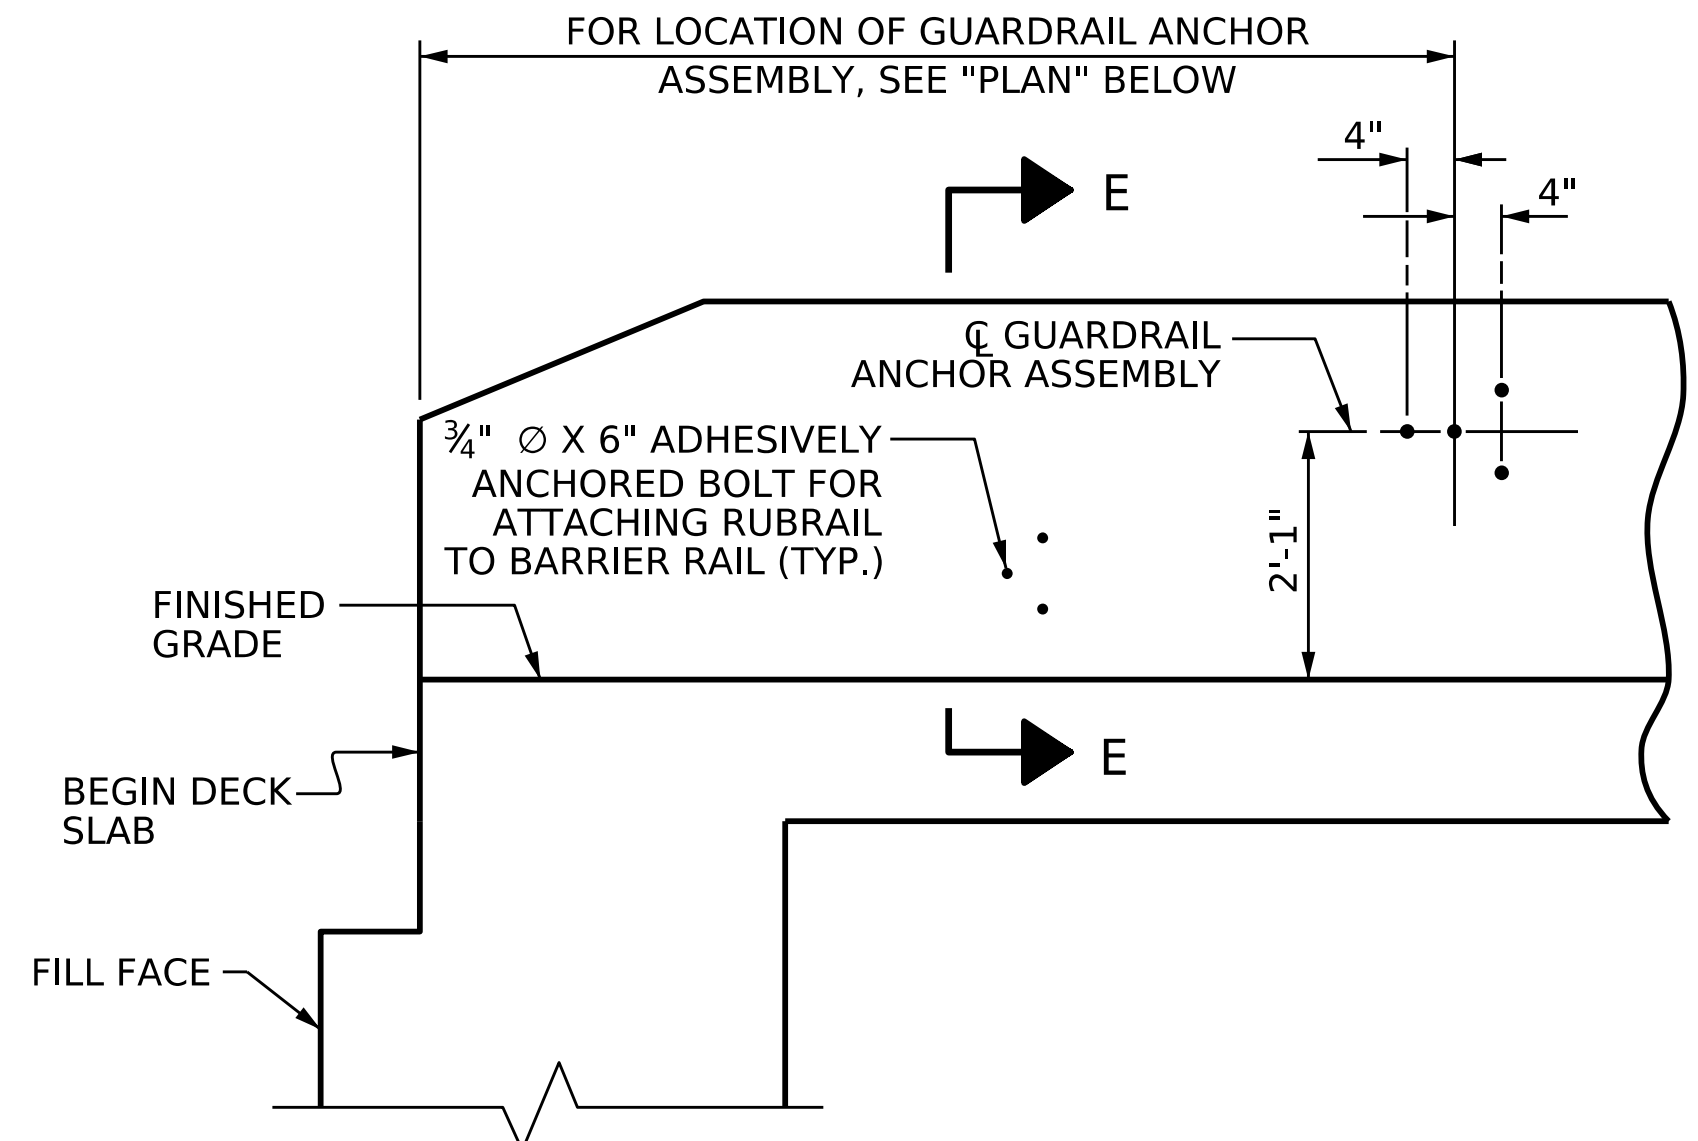 FOR LOCATION OF GUARDRAIL ANCHOR
ASSEMBLY, SEE "PLAN" BELOW
4"
4"
E
℄ GUARDRAIL
ANCHOR ASSEMBLY
¾" ∅ X 6" ADHESIVELY
ANCHORED BOLT FOR
ATTACHING RUBRAIL
TO BARRIER RAIL (TYP.)
2'-1"
FINISHED
GRADE
E
BEGIN DECK
SLAB
FILL FACE